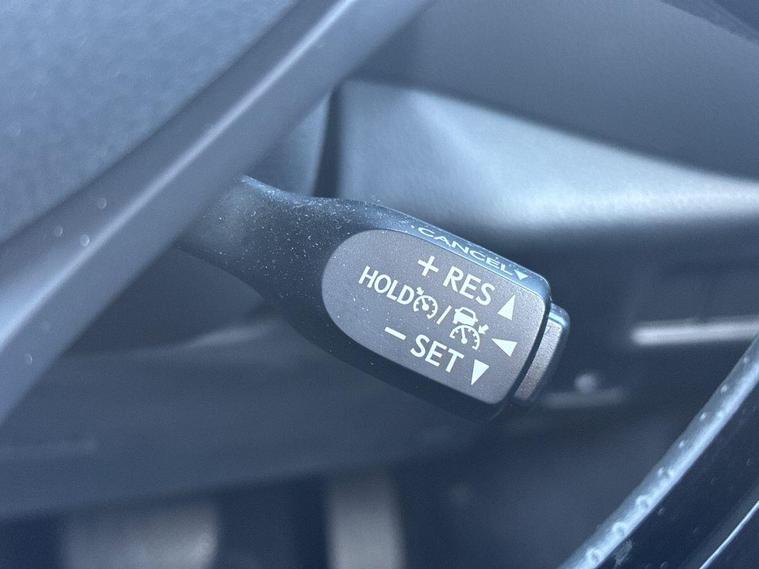 CANCEL
+ RES
HOLD /
− SET